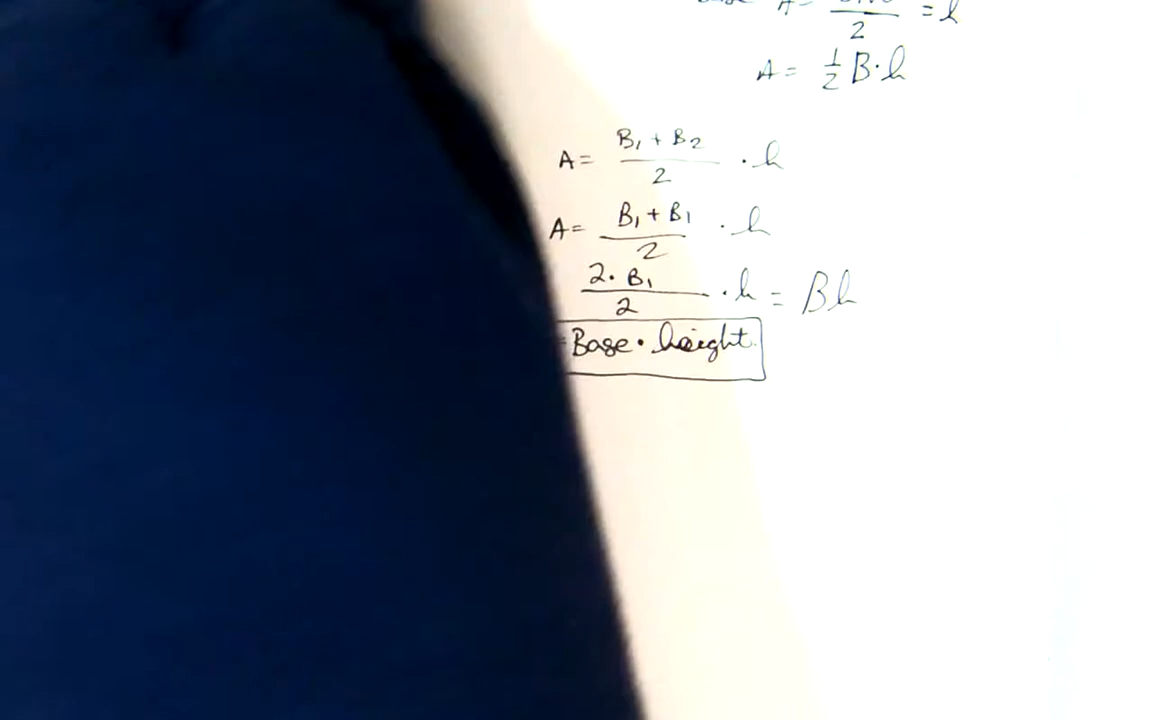 A=
2 = h
A = 1/2 B·h
A = B₁ + B₂ / 2 · h
A = B₁ + B₁ / 2 · h
2 · B₁ / 2 · h = Bh
Base · height